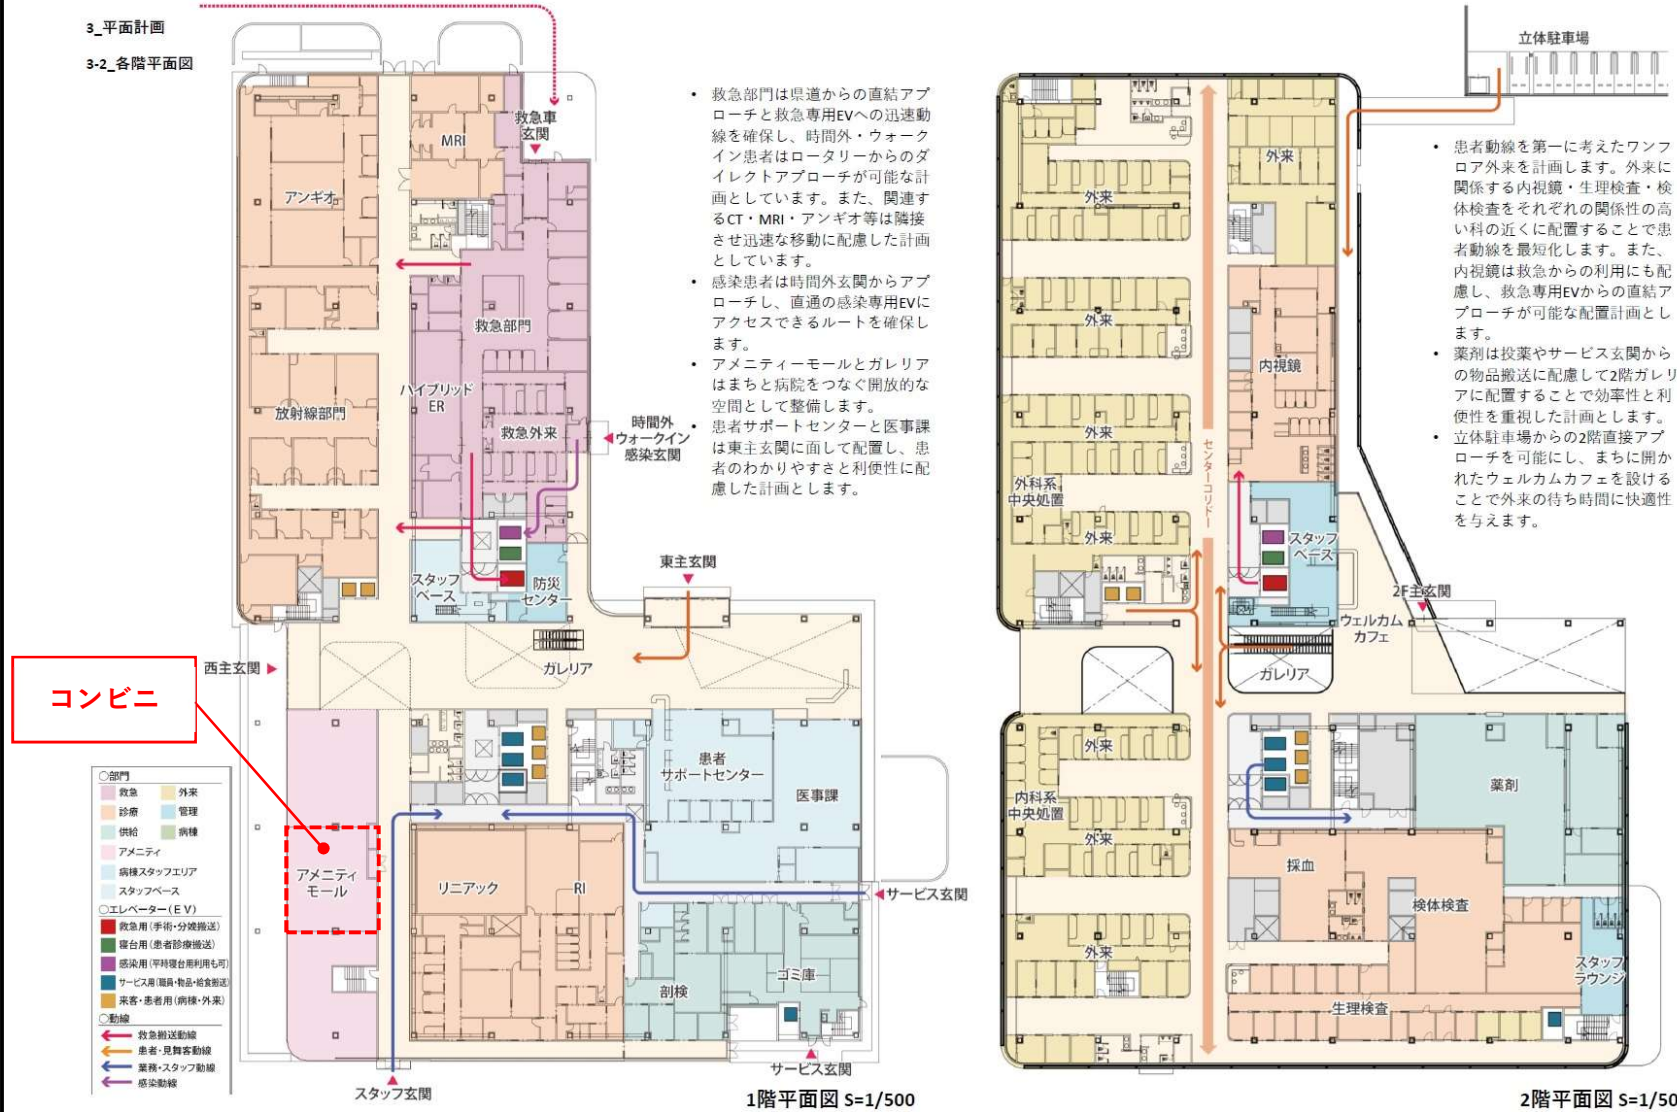 3_平面計画
3-2_各階平面図
救急車
玄関
MRI
アンギオ
救急部門
ハイブリッド
ER
放射線部門
救急外来
時間外
ウォークイン
感染玄関
スタッフ
ベース
防災
センター
東主玄関
西主玄関
ガレリア
コンビニ
患者
サポートセンター
医事課
アメニティ
モール
リニアック
RI
サービス玄関
剖検
ゴミ庫
サービス玄関
スタッフ玄関
1階平面図 S=1/500
・ 救急部門は県道からの直結アプ
ローチと救急専用EVへの迅速動
線を確保し、時間外・ウォーク
イン患者はロータリーからのダ
イレクトアプローチが可能な計
画としています。また、関連す
るCT・MRI・アンギオ等は隣接
させ迅速な移動に配慮した計画
としています。
・ 感染患者は時間外玄関からアプ
ローチし、直通の感染専用EVに
アクセスできるルートを確保し
ます。
・ アメニティーモールとガレリア
はまちと病院をつなぐ開放的な
空間として整備します。
・ 患者サポートセンターと医事課
は東主玄関に面して配置し、患
者のわかりやすさと利便性に配
慮した計画とします。
○部門
救急 外来
診療 管理
供給 病棟
アメニティ
病棟スタッフエリア
スタッフベース
○エレベーター(EV)
救急用(手術・分娩搬送)
寝台用(患者診療搬送)
感染用(平時寝台用利用も可)
サービス用(職員・物品・給食搬送)
来客・患者用(病棟・外来)
○動線
救急搬送動線
患者・見舞客動線
業務・スタッフ動線
感染動線
立体駐車場
外来
外来
外来
内視鏡
外来
センターコリドー
外科系
中央処置
外来
スタッフ
ベース
2F主玄関
ウェルカム
カフェ
ガレリア
外来
内科系
中央処置
外来
薬剤
採血
検体検査
外来
スタッフ
ラウンジ
生理検査
・ 患者動線を第一に考えたワンフ
ロア外来を計画します。外来に
関係する内視鏡・生理検査・検
体検査をそれぞれの関係性の高
い科の近くに配置することで患
者動線を最短化します。また、
内視鏡は救急からの利用にも配
慮し、救急専用EVからの直結ア
プローチが可能な配置計画とし
ます。
・ 薬剤は投薬やサービス玄関から
の物品搬送に配慮して2階ガレリ
アに配置することで効率性と利
便性を重視した計画とします。
・ 立体駐車場からの2階直接アプ
ローチを可能にし、まちに開か
れたウェルカムカフェを設ける
ことで外来の待ち時間に快適性
を与えます。
2階平面図 S=1/50